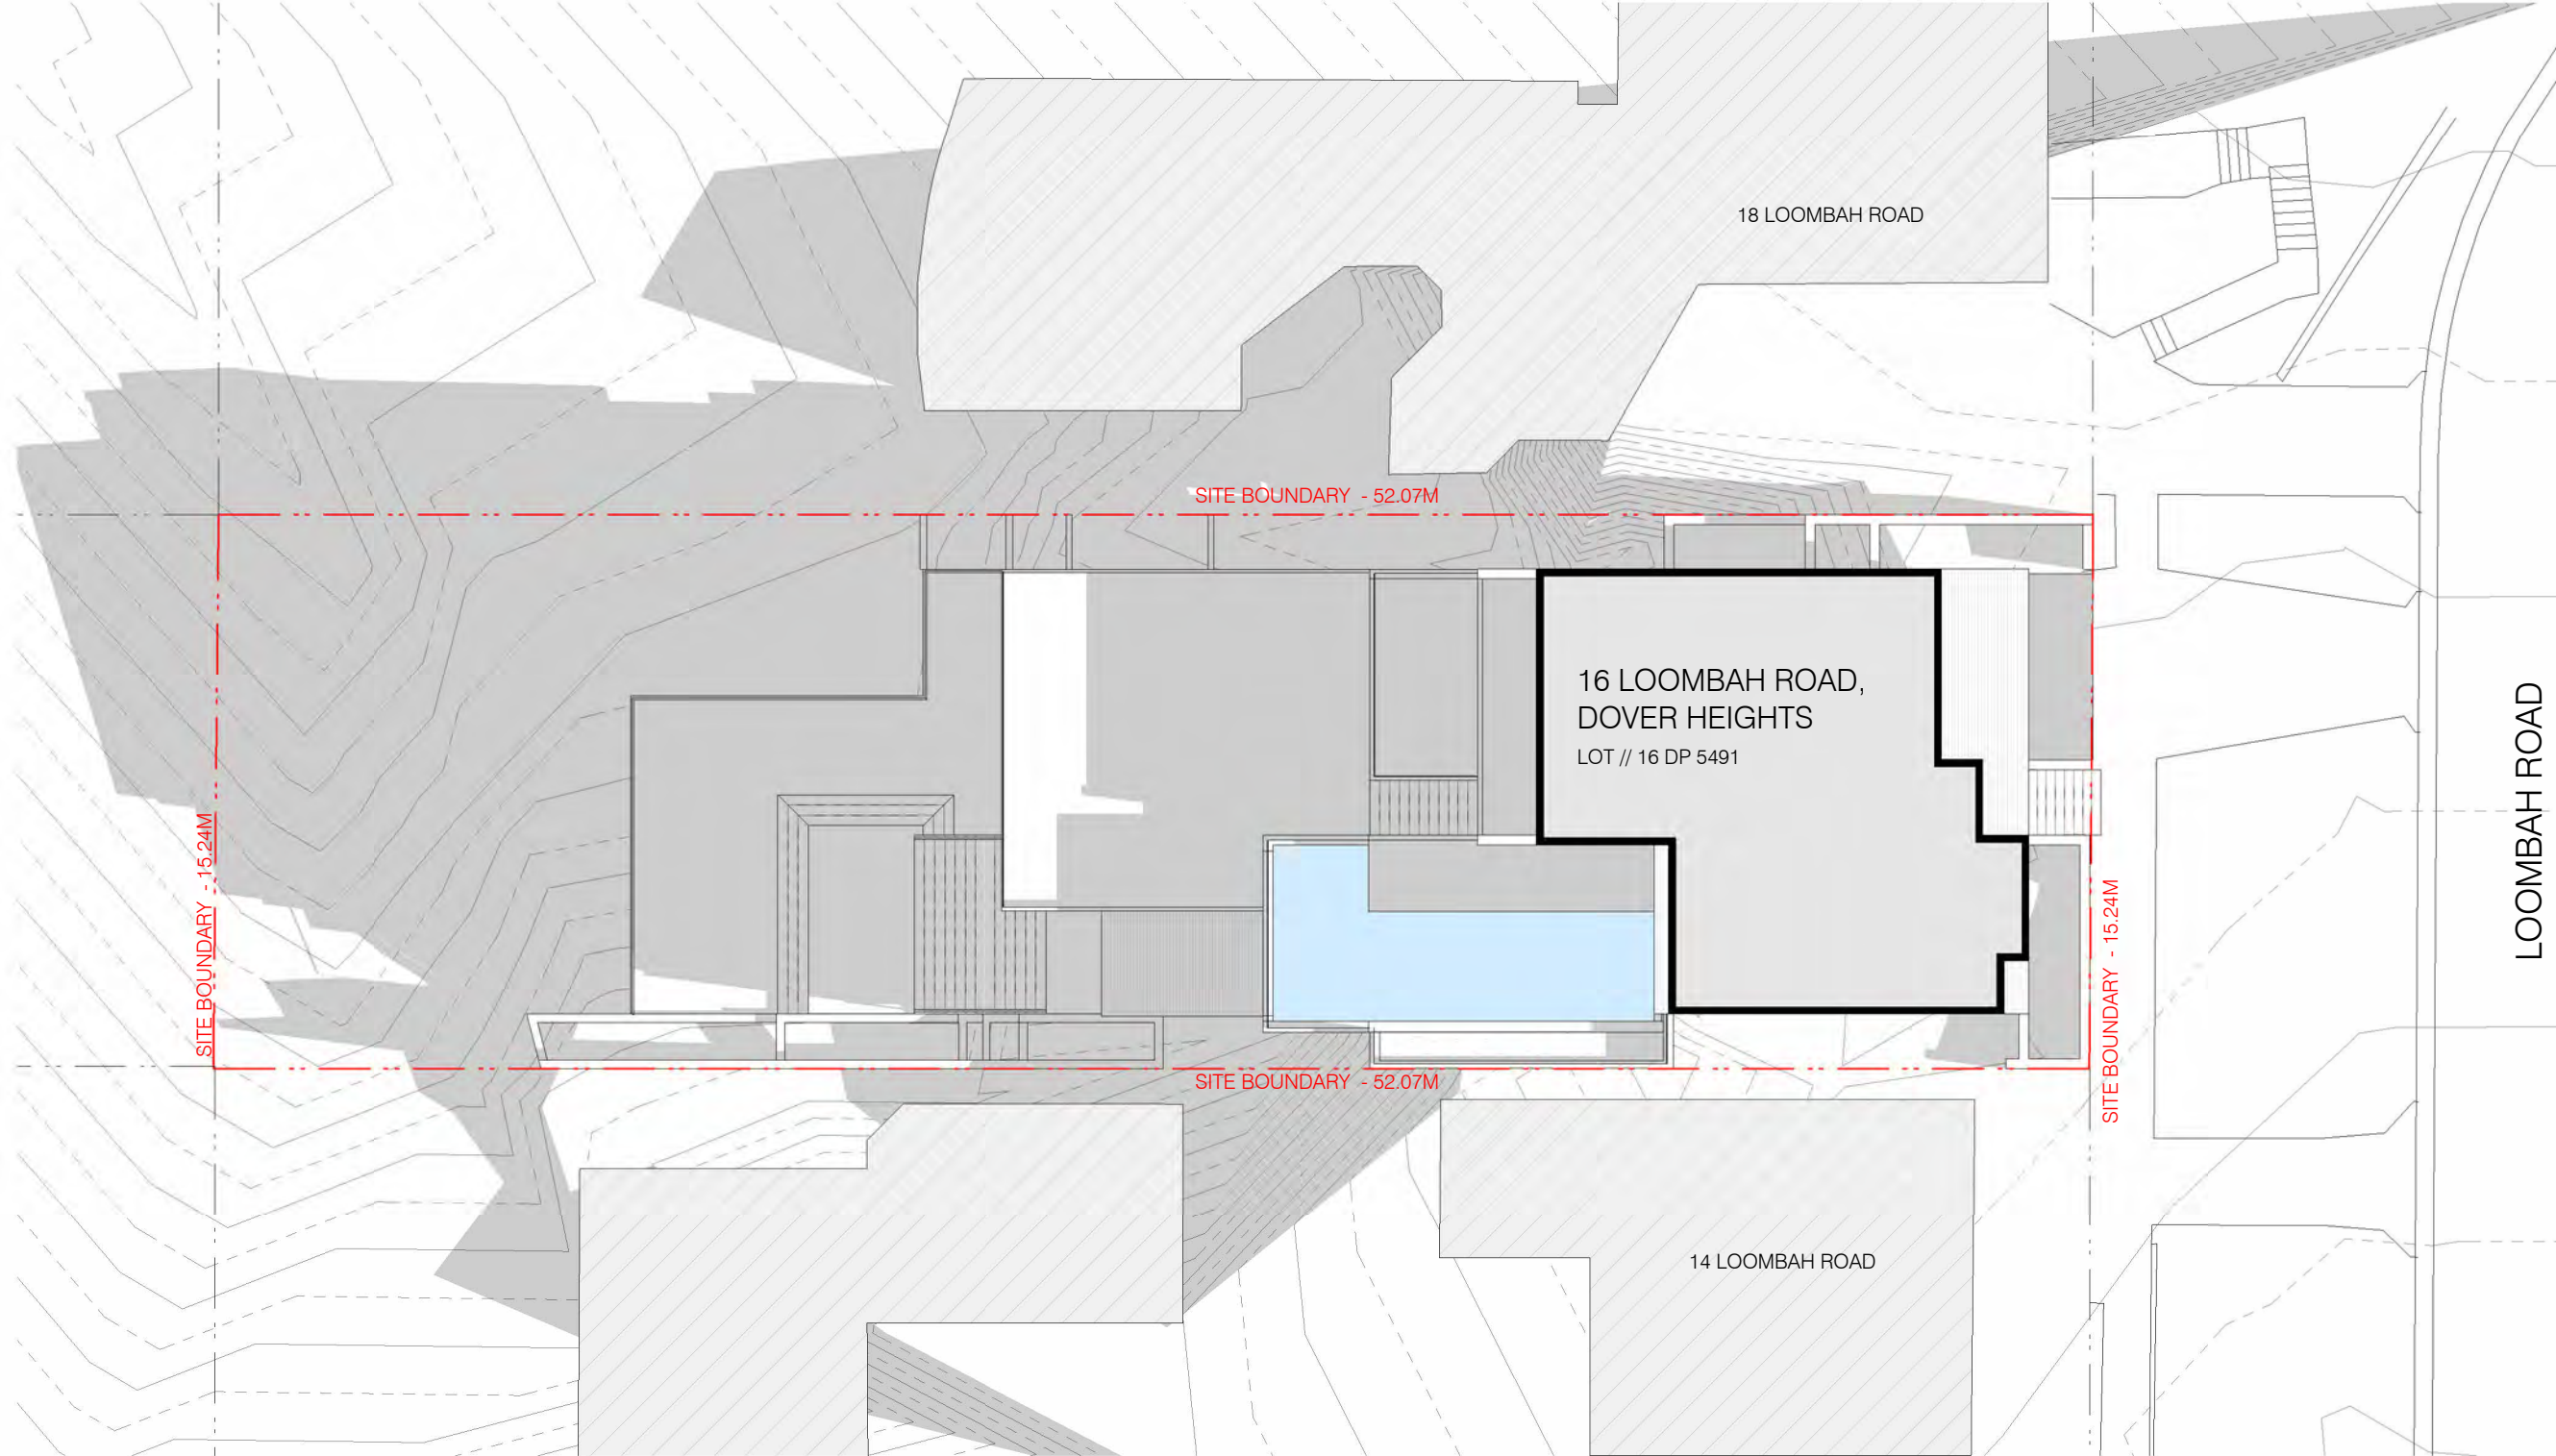 18 LOOMBAH ROAD
SITE BOUNDARY - 52.07M
16 LOOMBAH ROAD,
DOVER HEIGHTS
LOT // 16 DP 5491
LOOMBAH ROAD
SITE BOUNDARY - 15.24M
SITE BOUNDARY - 15.24M
SITE BOUNDARY - 52.07M
14 LOOMBAH ROAD